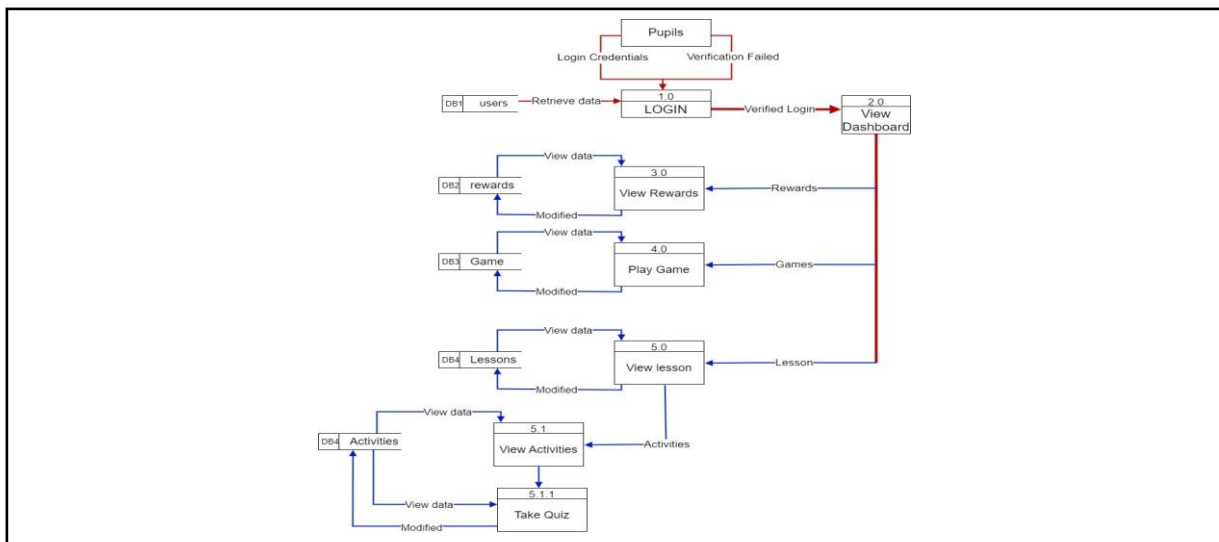 Pupils
Login Credentials
Verification Failed
1.0
LOGIN
DB1 users
Retrieve data
Verified Login
2.0
View
Dashboard
View data
3.0
View Rewards
DB2 rewards
Rewards
Modified
View data
4.0
Play Game
DB3 Game
Games
Modified
View data
5.0
View lesson
DB4 Lessons
Lesson
Modified
View data
5.1
View Activities
DB4 Activities
Activities
5.1.1
Take Quiz
View data
Modified